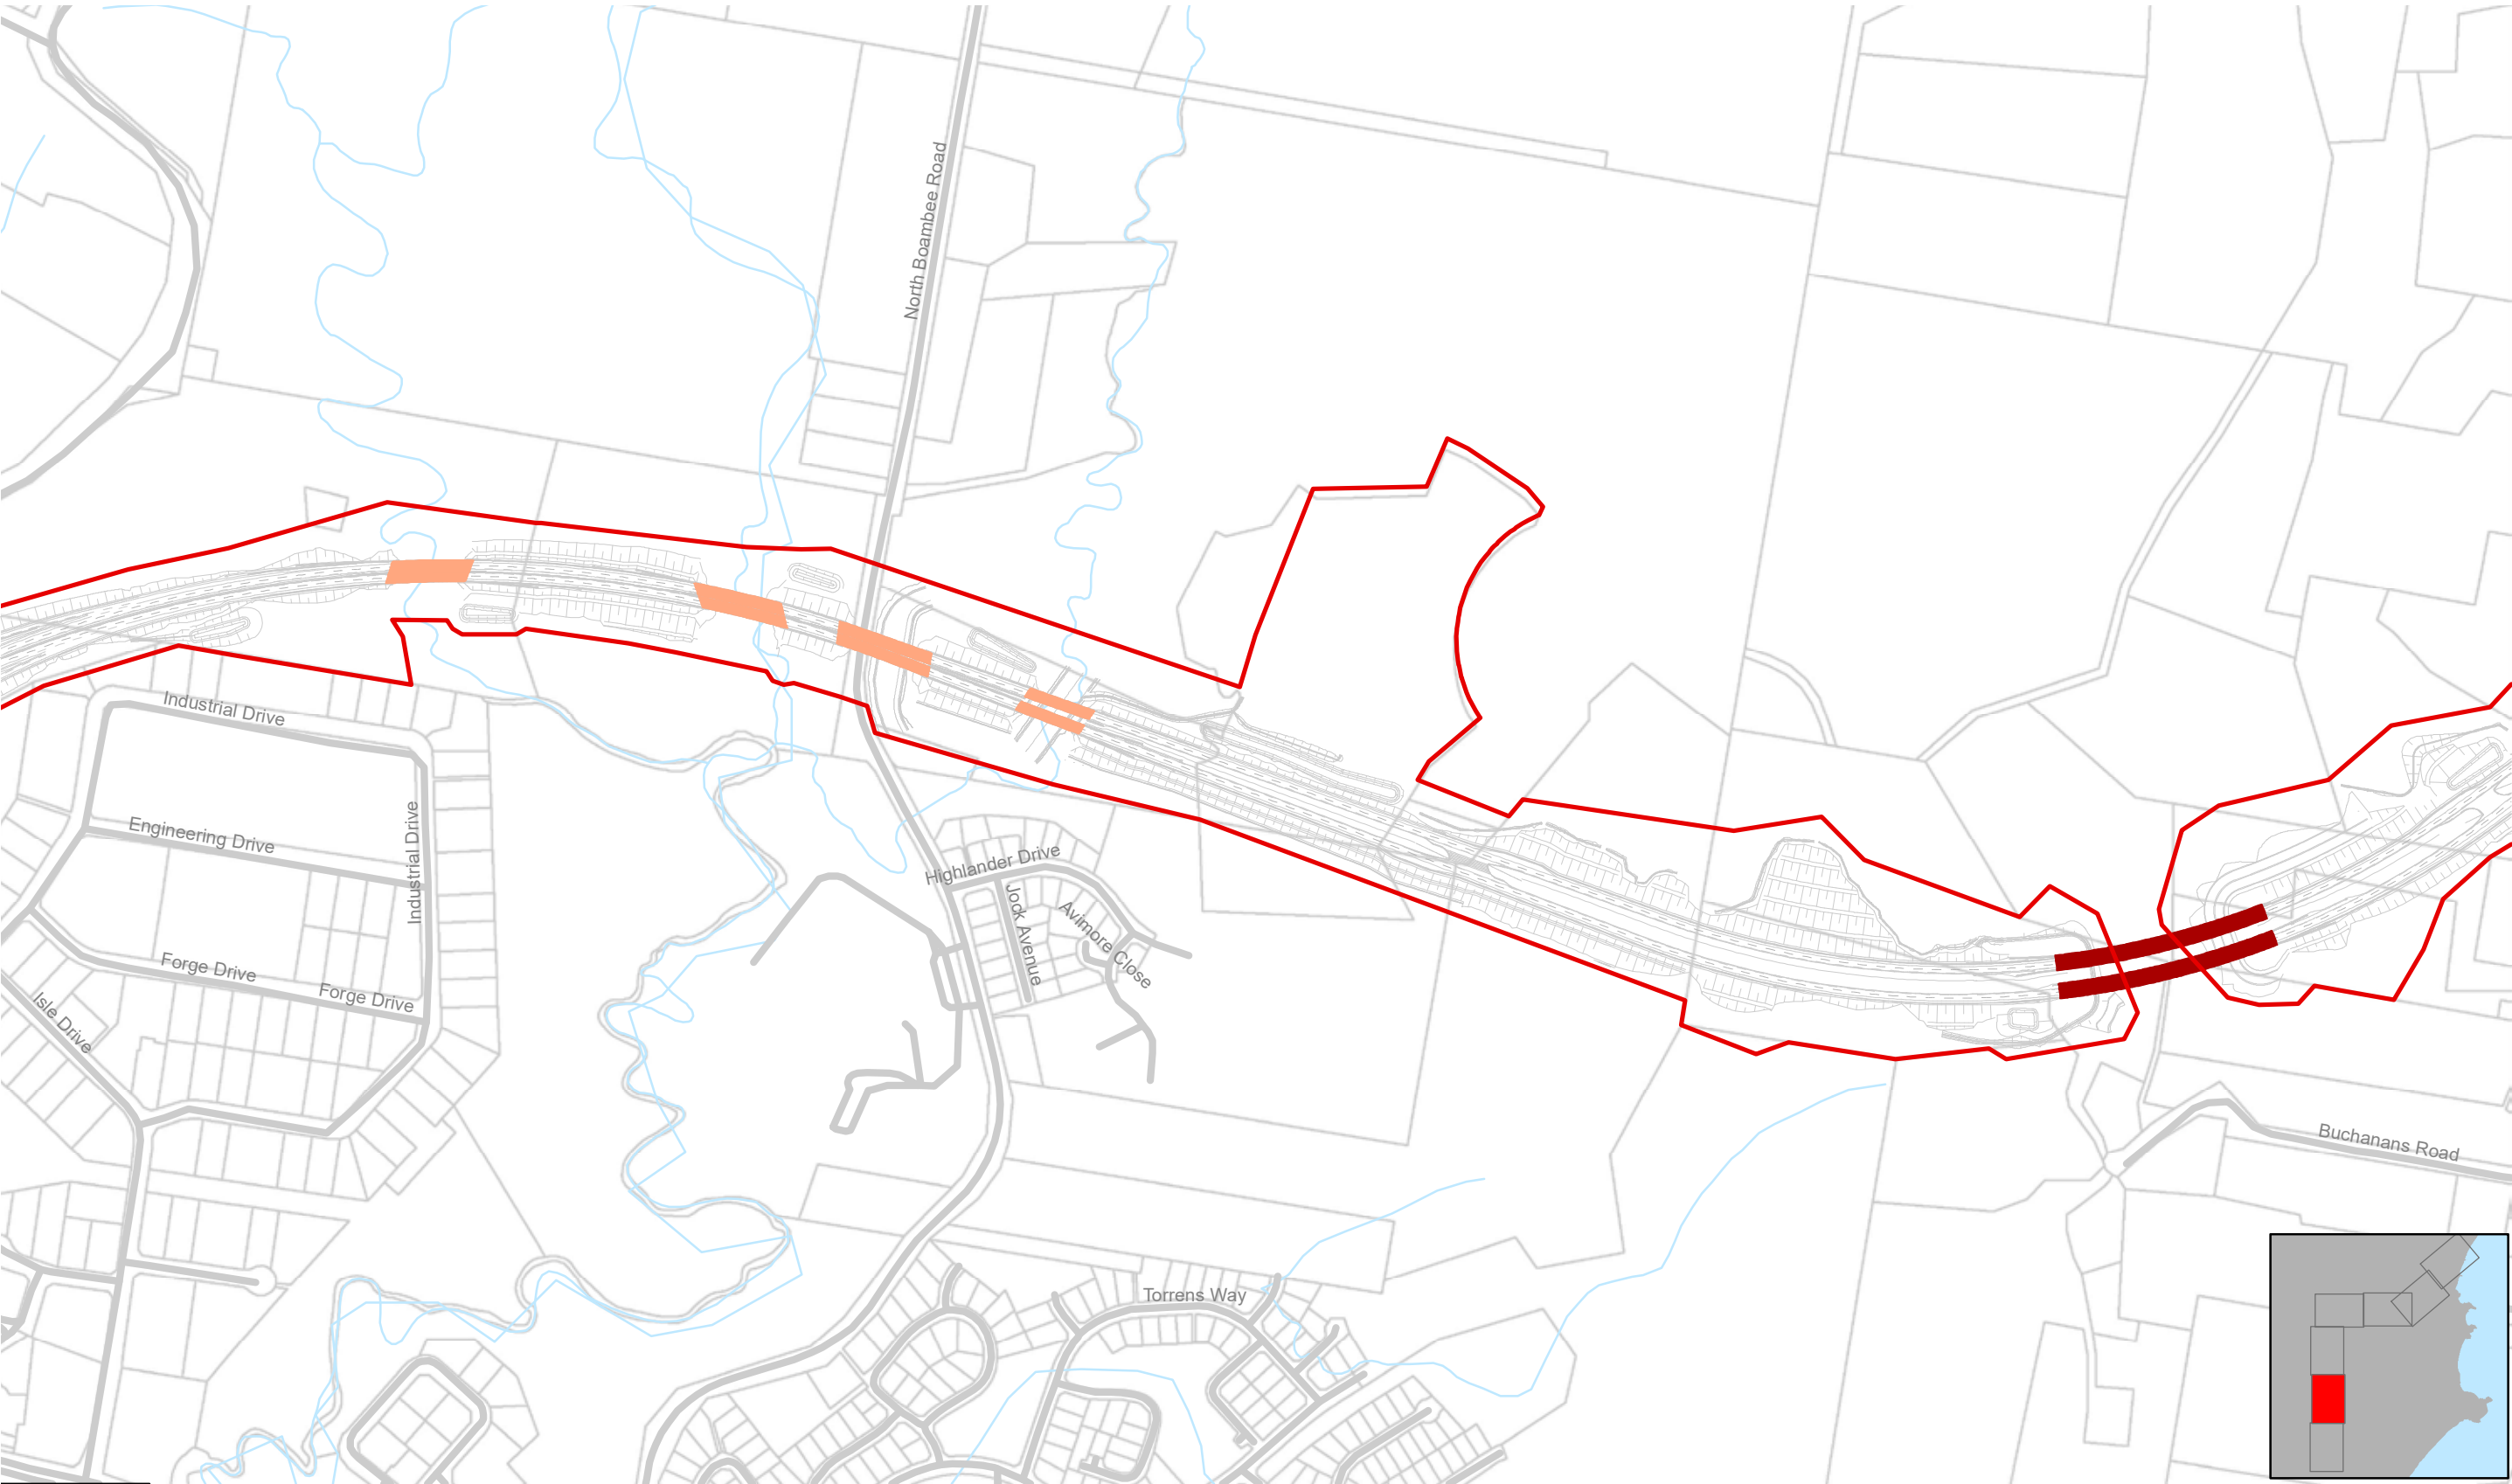 North Boambee Road
Industrial Drive
Engineering Drive
Industrial Drive
Highlander Drive
Jock Avenue
Avimore Close
Forge Drive
Forge Drive
Isle Drive
Buchanans Road
Torrens Way